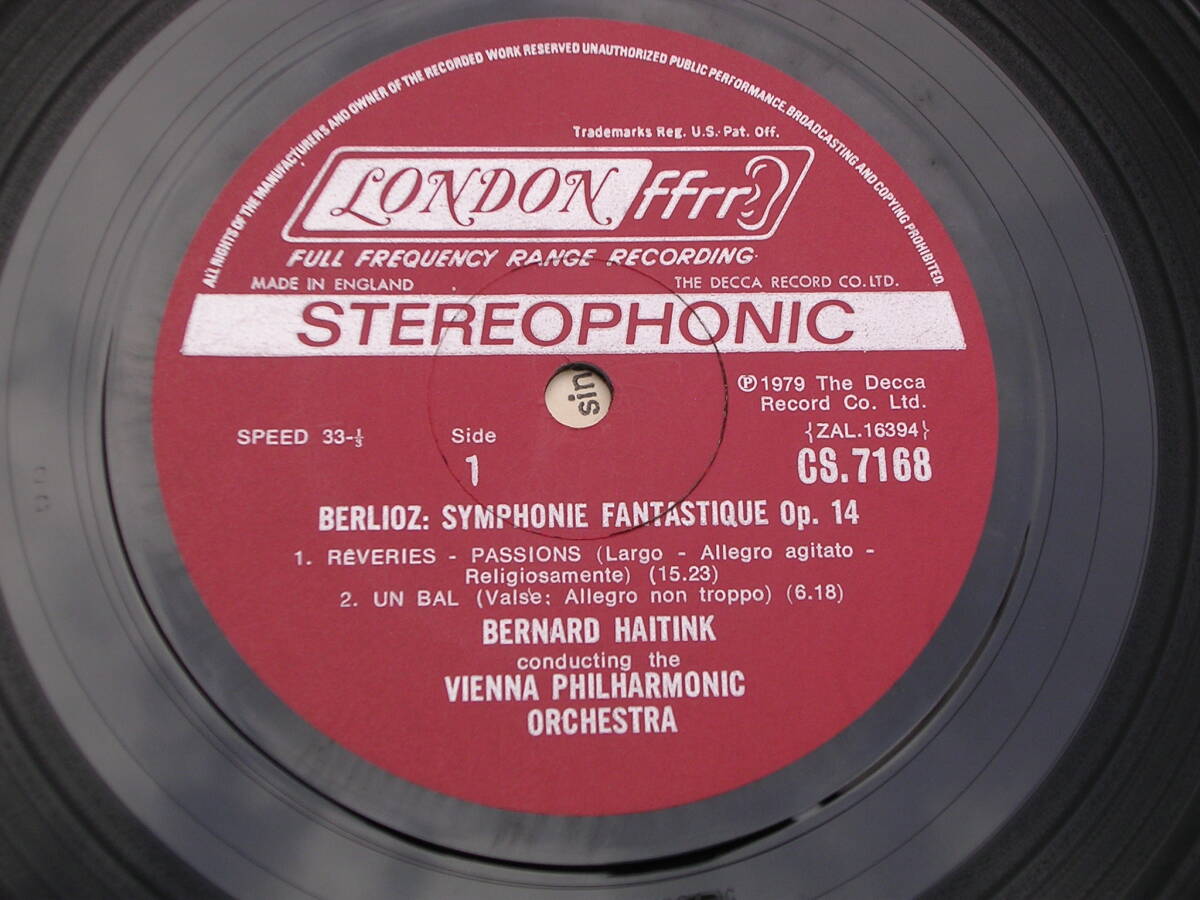 ALL RIGHTS OF THE MANUFACTURERS AND OWNER OF THE RECORDED WORK RESERVED UNAUTHORIZED PUBLIC PERFORMANCE, BROADCASTING AND COPYING PROHIBITED.
Trademarks Reg. U.S. Pat. Off.
LONDON ffrr
FULL FREQUENCY RANGE RECORDING
MADE IN ENGLAND THE DECCA RECORD CO. LTD.
STEREOPHONIC
sin
℗ 1979 The Decca
Record Co. Ltd.
SPEED 33-⅓ Side {ZAL.16394}
1 CS.7168
BERLIOZ: SYMPHONIE FANTASTIQUE Op. 14
1. RÊVERIES - PASSIONS (Largo - Allegro agitato -
Religiosamente) (15.23)
2. UN BAL (Valse: Allegro non troppo) (6.18)
BERNARD HAITINK
conducting the
VIENNA PHILHARMONIC
ORCHESTRA